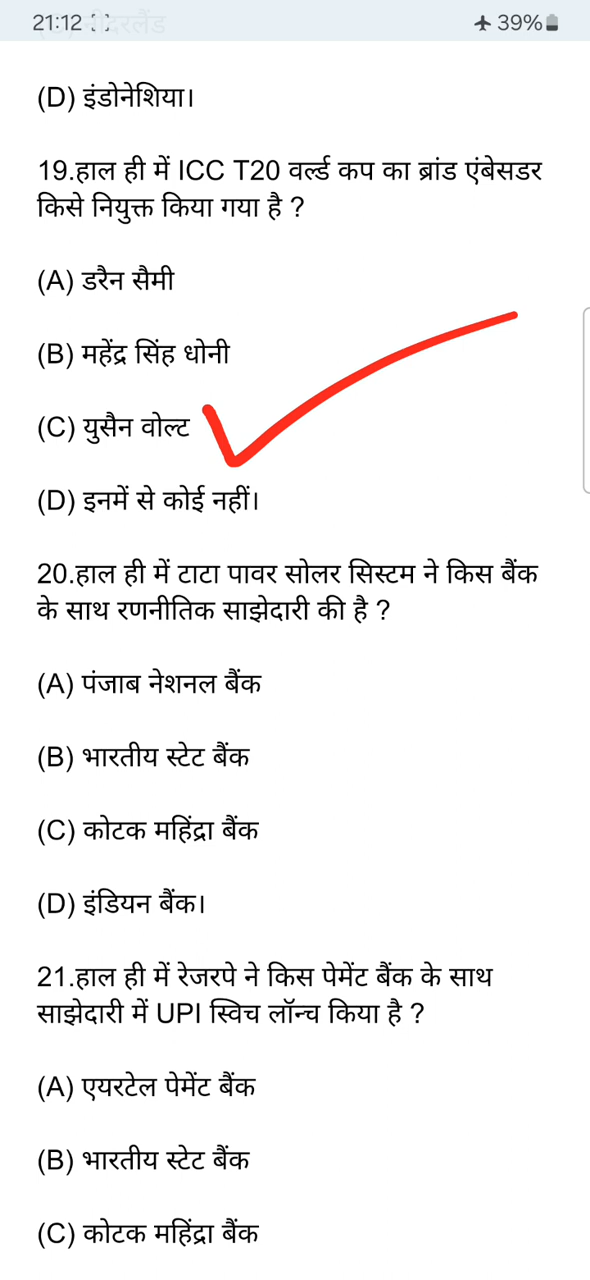 21:12
नीदरलैंड
39%
(D) इंडोनेशिया।
19.हाल ही में ICC T20 वर्ल्ड कप का ब्रांड एंबेसडर
किसे नियुक्त किया गया है ?
(A) डरैन सैमी
(B) महेंद्र सिंह धोनी
(C) युसैन वोल्ट
(D) इनमें से कोई नहीं।
20.हाल ही में टाटा पावर सोलर सिस्टम ने किस बैंक
के साथ रणनीतिक साझेदारी की है ?
(A) पंजाब नेशनल बैंक
(B) भारतीय स्टेट बैंक
(C) कोटक महिंद्रा बैंक
(D) इंडियन बैंक।
21.हाल ही में रेजरपे ने किस पेमेंट बैंक के साथ
साझेदारी में UPI स्विच लॉन्च किया है ?
(A) एयरटेल पेमेंट बैंक
(B) भारतीय स्टेट बैंक
(C) कोटक महिंद्रा बैंक